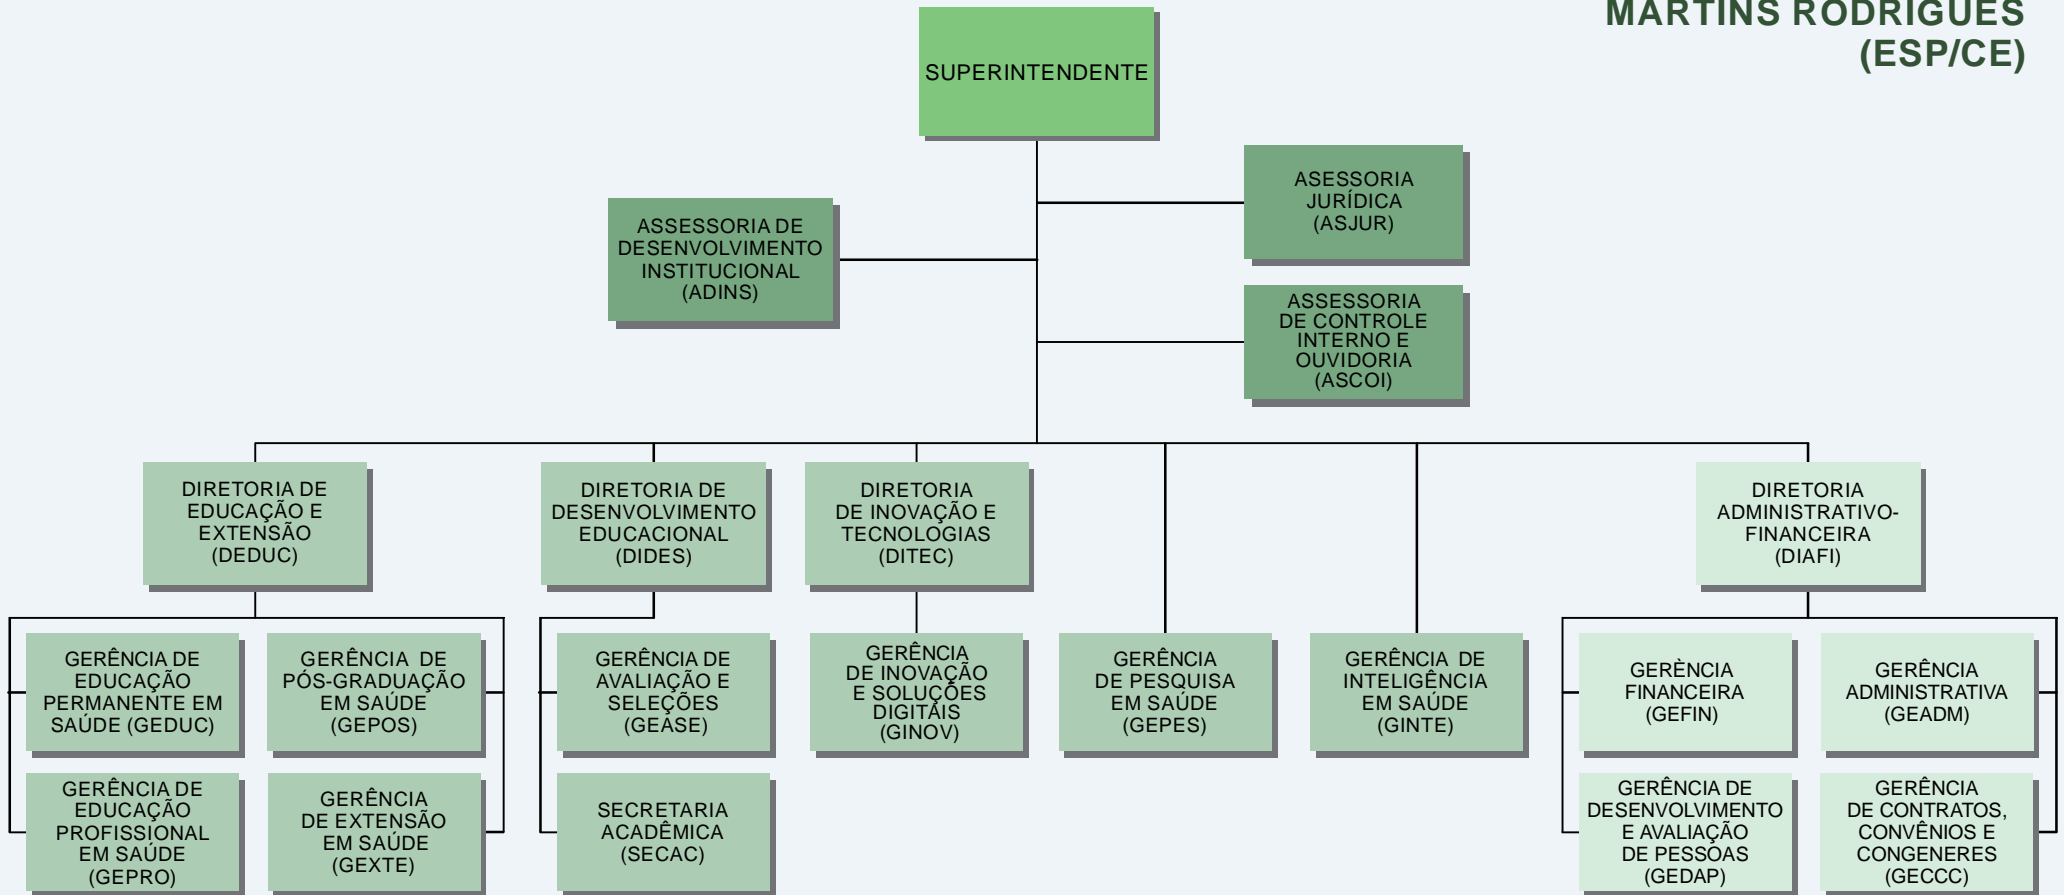 MARTINS RODRIGUES
(ESP/CE)
SUPERINTENDENTE
ASESSORIA
JURÍDICA
(ASJUR)
ASSESSORIA DE
DESENVOLVIMENTO
INSTITUCIONAL
(ADINS)
ASSESSORIA
DE CONTROLE
INTERNO E
OUVIDORIA
(ASCOI)
DIRETORIA DE
EDUCAÇÃO E
EXTENSÃO
(DEDUC)
DIRETORIA DE
DESENVOLVIMENTO
EDUCACIONAL
(DIDES)
DIRETORIA
DE INOVAÇÃO E
TECNOLOGIAS
(DITEC)
DIRETORIA
ADMINISTRATIVO-
FINANCEIRA
(DIAFI)
GERÊNCIA DE
EDUCAÇÃO
PERMANENTE EM
SAÚDE (GEDUC)
GERÊNCIA DE
PÓS-GRADUAÇÃO
EM SAÚDE
(GEPOS)
GERÊNCIA DE
AVALIAÇÃO E
SELEÇÕES
(GEASE)
GERÊNCIA
DE INOVAÇÃO
E SOLUÇÕES
DIGITAIS
(GINOV)
GERÊNCIA
DE PESQUISA
EM SAÚDE
(GEPES)
GERÊNCIA DE
INTELIGÊNCIA
EM SAÚDE
(GINTE)
GERÈNCIA
FINANCEIRA
(GEFIN)
GERÊNCIA
ADMINISTRATIVA
(GEADM)
GERÊNCIA DE
EDUCAÇÃO
PROFISSIONAL
EM SAÚDE
(GEPRO)
GERÊNCIA
DE EXTENSÃO
EM SAÚDE
(GEXTE)
SECRETARIA
ACADÊMICA
(SECAC)
GERÊNCIA DE
DESENVOLVIMENTO
E AVALIAÇÃO
DE PESSOAS
(GEDAP)
GERÊNCIA
DE CONTRATOS,
CONVÊNIOS E
CONGENERES
(GECCC)